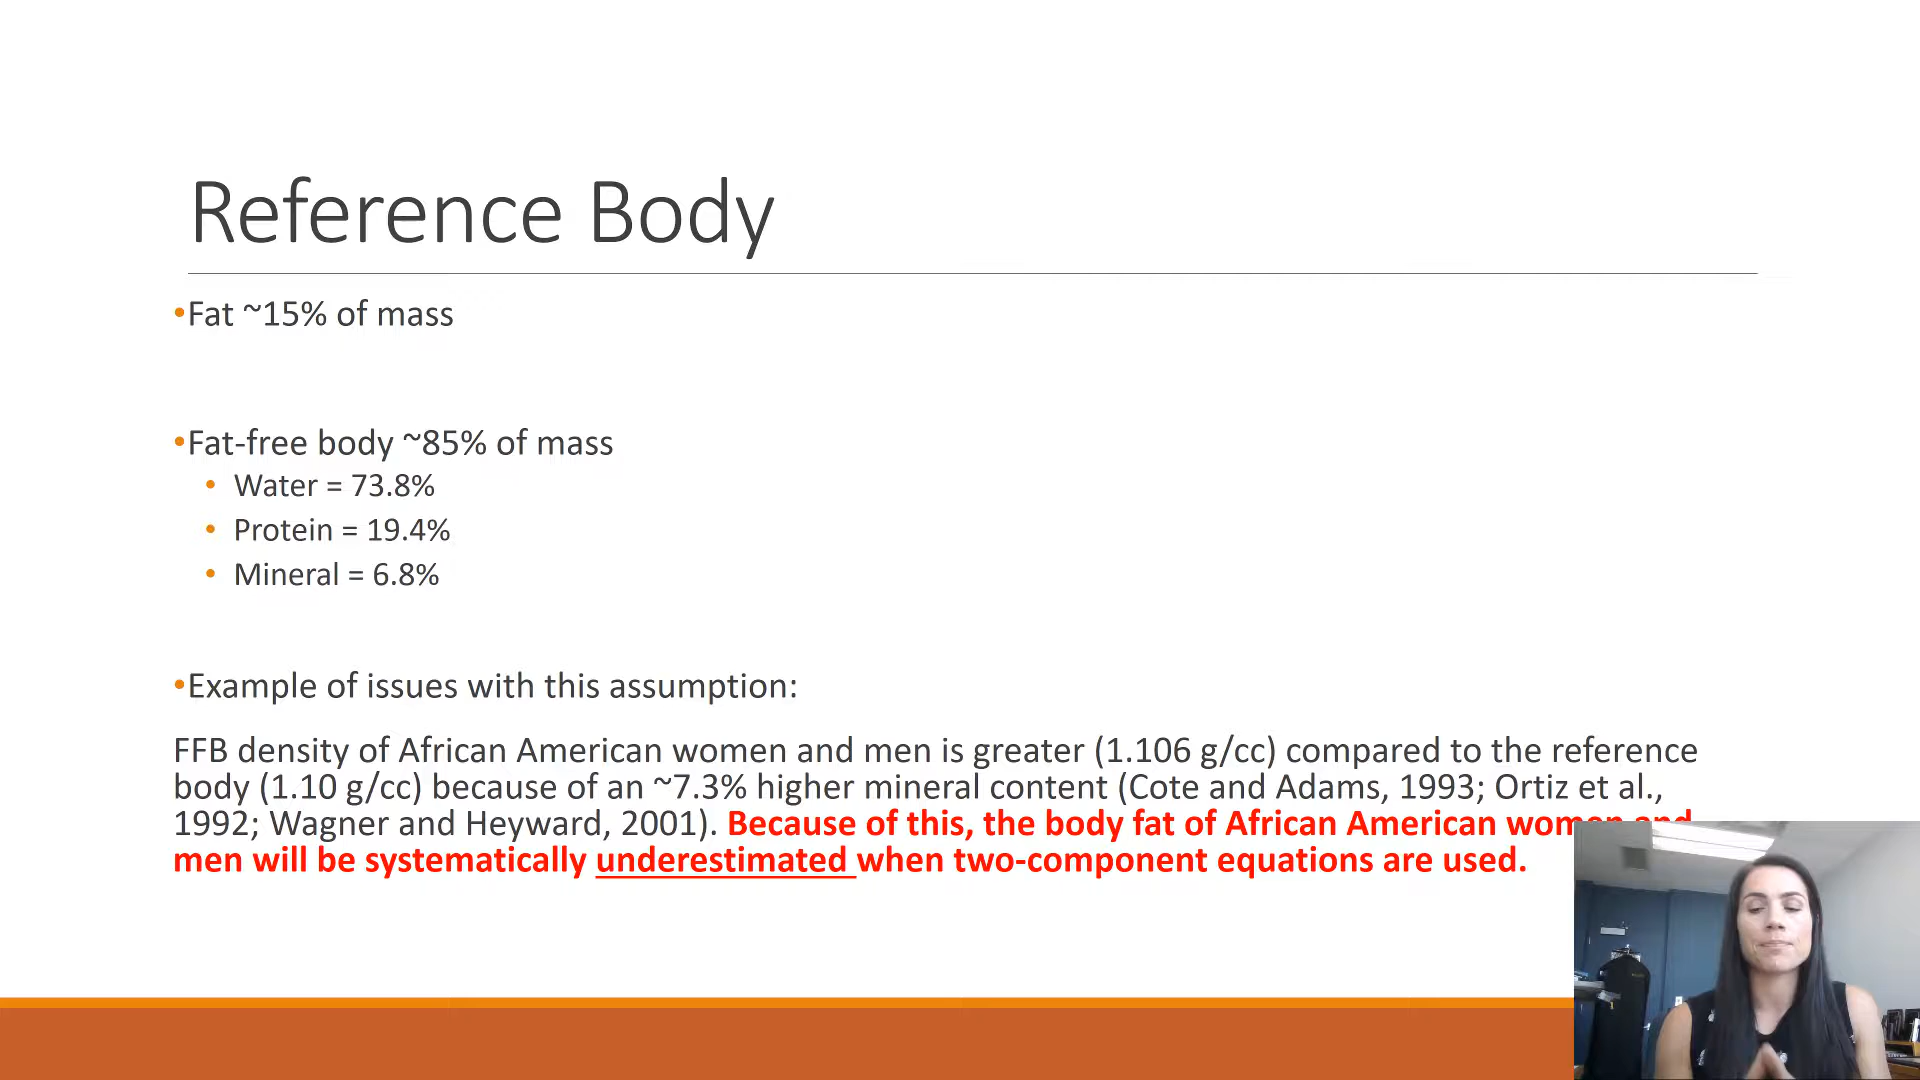 Reference Body
•Fat ~15% of mass
•Fat-free body ~85% of mass
• Water = 73.8%
• Protein = 19.4%
• Mineral = 6.8%
•Example of issues with this assumption:
FFB density of African American women and men is greater (1.106 g/cc) compared to the reference
body (1.10 g/cc) because of an ~7.3% higher mineral content (Cote and Adams, 1993; Ortiz et al.,
1992; Wagner and Heyward, 2001). Because of this, the body fat of African American women and
men will be systematically underestimated when two-component equations are used.